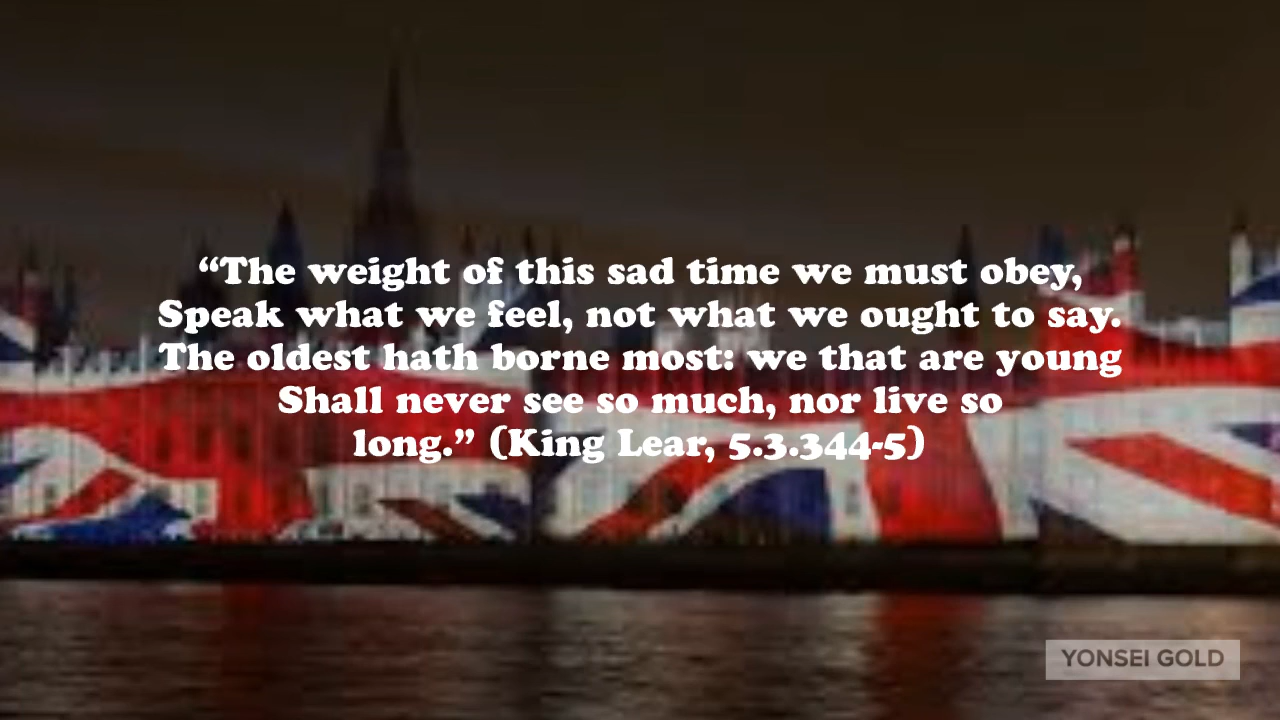 “The weight of this sad time we must obey,
Speak what we feel, not what we ought to say.
The oldest hath borne most: we that are young
Shall never see so much, nor live so
long.” (King Lear, 5.3.344-5)
YONSEI GOLD